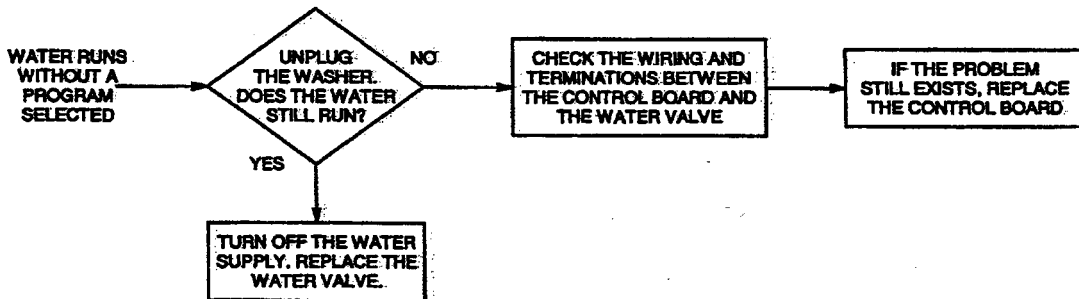 WATER RUNS
WITHOUT A
PROGRAM
SELECTED
UNPLUG
THE WASHER.
DOES THE WATER
STILL RUN?
NO
CHECK THE WIRING AND
TERMINATIONS BETWEEN
THE CONTROL BOARD AND
THE WATER VALVE
IF THE PROBLEM
STILL EXISTS, REPLACE
THE CONTROL BOARD
YES
TURN OFF THE WATER
SUPPLY. REPLACE THE
WATER VALVE.